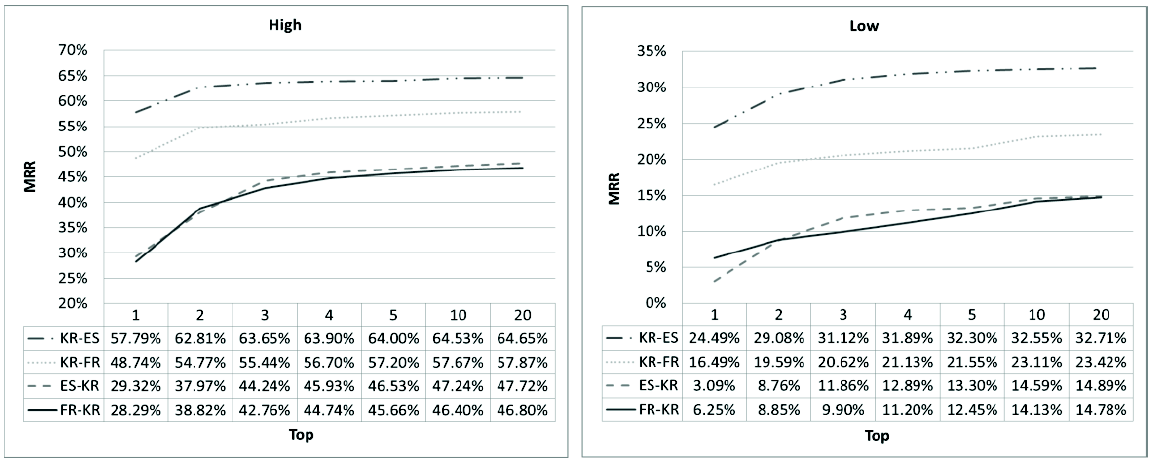 High
70%
65%
60%
55%
50%
45%
40%
35%
30%
25%
20%
MRR
1 2 3 4 5 10 20
KR-ES 57.79% 62.81% 63.65% 63.90% 64.00% 64.53% 64.65%
KR-FR 48.74% 54.77% 55.44% 56.70% 57.20% 57.67% 57.87%
ES-KR 29.32% 37.97% 44.24% 45.93% 46.53% 47.24% 47.72%
FR-KR 28.29% 38.82% 42.76% 44.74% 45.66% 46.40% 46.80%
Top
Low
35%
30%
25%
20%
15%
10%
5%
0%
MRR
1 2 3 4 5 10 20
KR-ES 24.49% 29.08% 31.12% 31.89% 32.30% 32.55% 32.71%
KR-FR 16.49% 19.59% 20.62% 21.13% 21.55% 23.11% 23.42%
ES-KR 3.09% 8.76% 11.86% 12.89% 13.30% 14.59% 14.89%
FR-KR 6.25% 8.85% 9.90% 11.20% 12.45% 14.13% 14.78%
Top